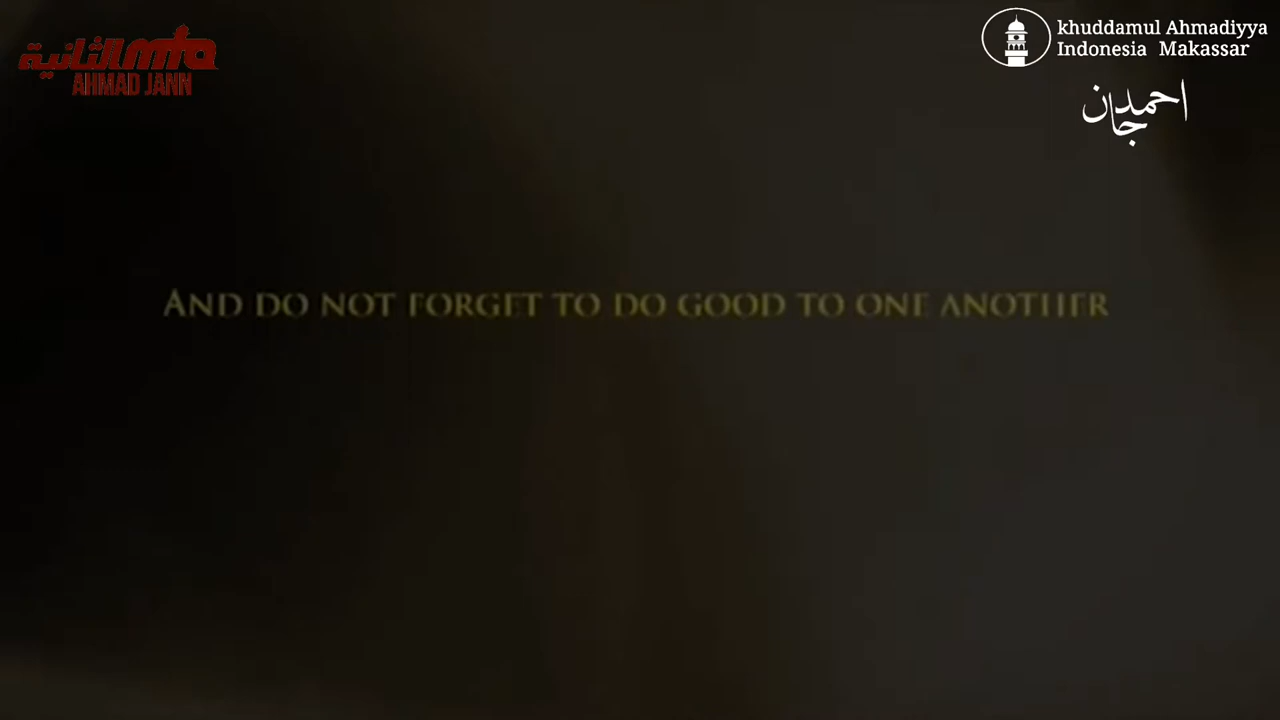 mta الثانية
AHMAD JANN
khuddamul Ahmadiyya
Indonesia Makassar
احمدن جان
AND DO NOT FORGET TO DO GOOD TO ONE ANOTHER